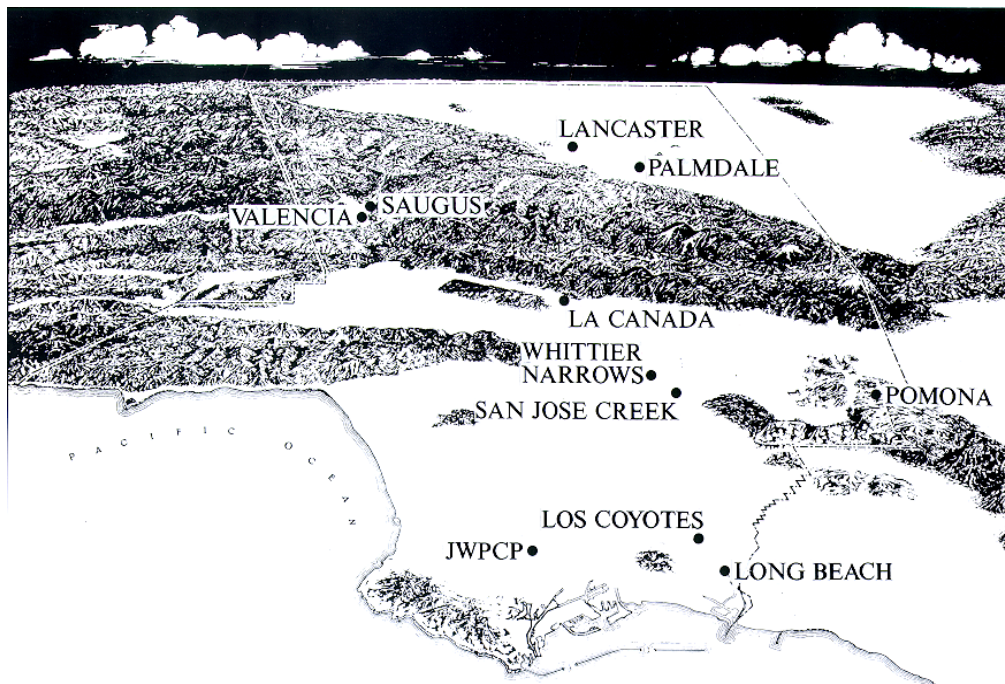 LANCASTER
PALMDALE
SAUGUS
VALENCIA
LA CANADA
WHITTIER
NARROWS
POMONA
SAN JOSE CREEK
PACIFIC OCEAN
LOS COYOTES
JWPCP
LONG BEACH